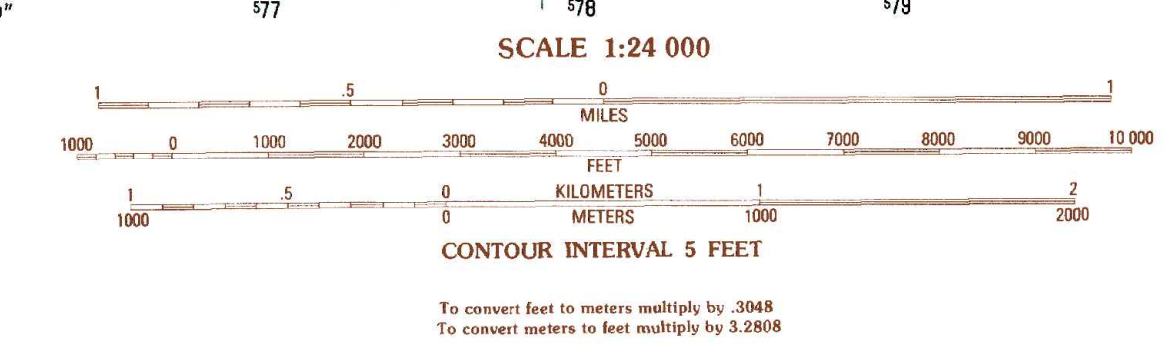 577 578 579
SCALE 1:24 000
1 .5 0 1
MILES
1000 0 1000 2000 3000 4000 5000 6000 7000 8000 9000 10 000
FEET
1 .5 0 KILOMETERS 1 2
1000 0 METERS 1000 2000
CONTOUR INTERVAL 5 FEET
To convert feet to meters multiply by .3048
To convert meters to feet multiply by 3.2808